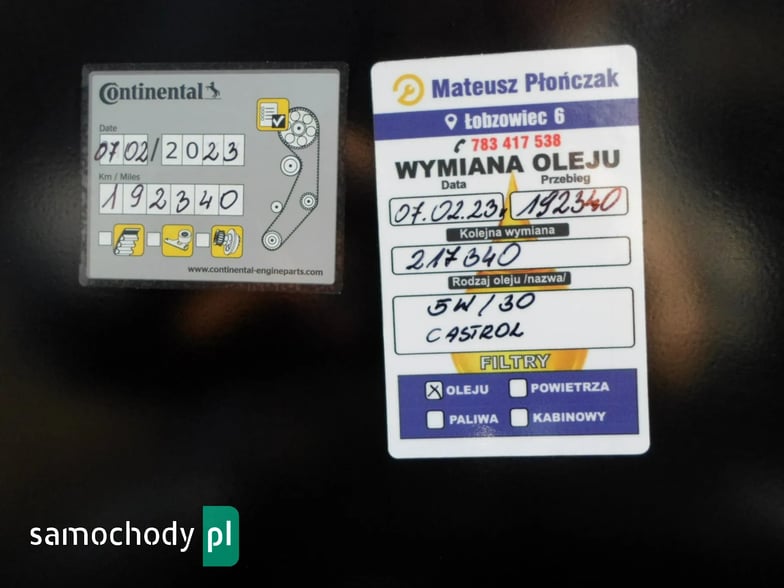 Continental
Date
07 02 / 2023
Km / Miles
192340
www.continental-engineparts.com
Mateusz Płończak
Łobzowiec 6
783 417 538
WYMIANA OLEJU
Data Przebieg
07.02.23r 192340
Kolejna wymiana
217340
Rodzaj oleju /nazwa/
5W/30
CASTROL
FILTRY
OLEJU POWIETRZA
PALIWA KABINOWY
samochody pl